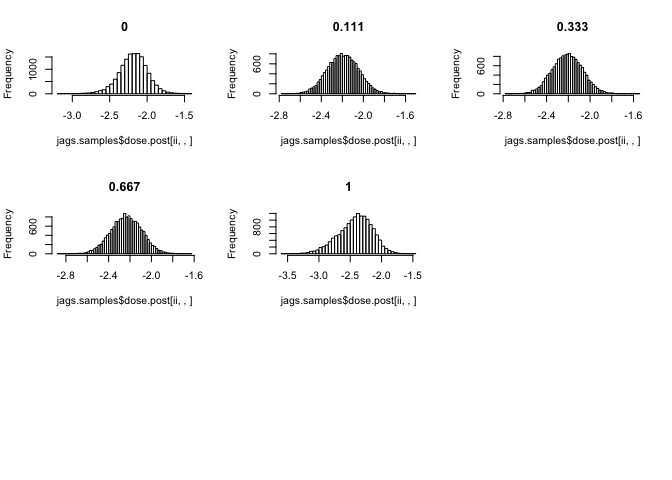 0
Frequency
0 1000
-3.0 -2.5 -2.0 -1.5
jags.samples$dose.post[ii, , ]
0.111
Frequency
0 600
-2.8 -2.4 -2.0 -1.6
jags.samples$dose.post[ii, , ]
0.333
Frequency
0 600
-2.8 -2.4 -2.0 -1.6
jags.samples$dose.post[ii, , ]
0.667
Frequency
0 600
-2.8 -2.4 -2.0 -1.6
jags.samples$dose.post[ii, , ]
1
Frequency
0 800
-3.5 -3.0 -2.5 -2.0 -1.5
jags.samples$dose.post[ii, , ]